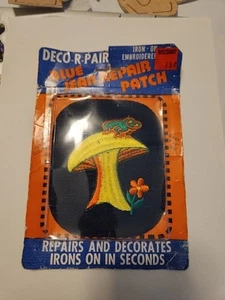 DECO-R-PAIR
IRON-ON
EMBROIDERED
BLUE
JEAN REPAIR
PATCH
REPAIRS AND DECORATES
IRONS ON IN SECONDS